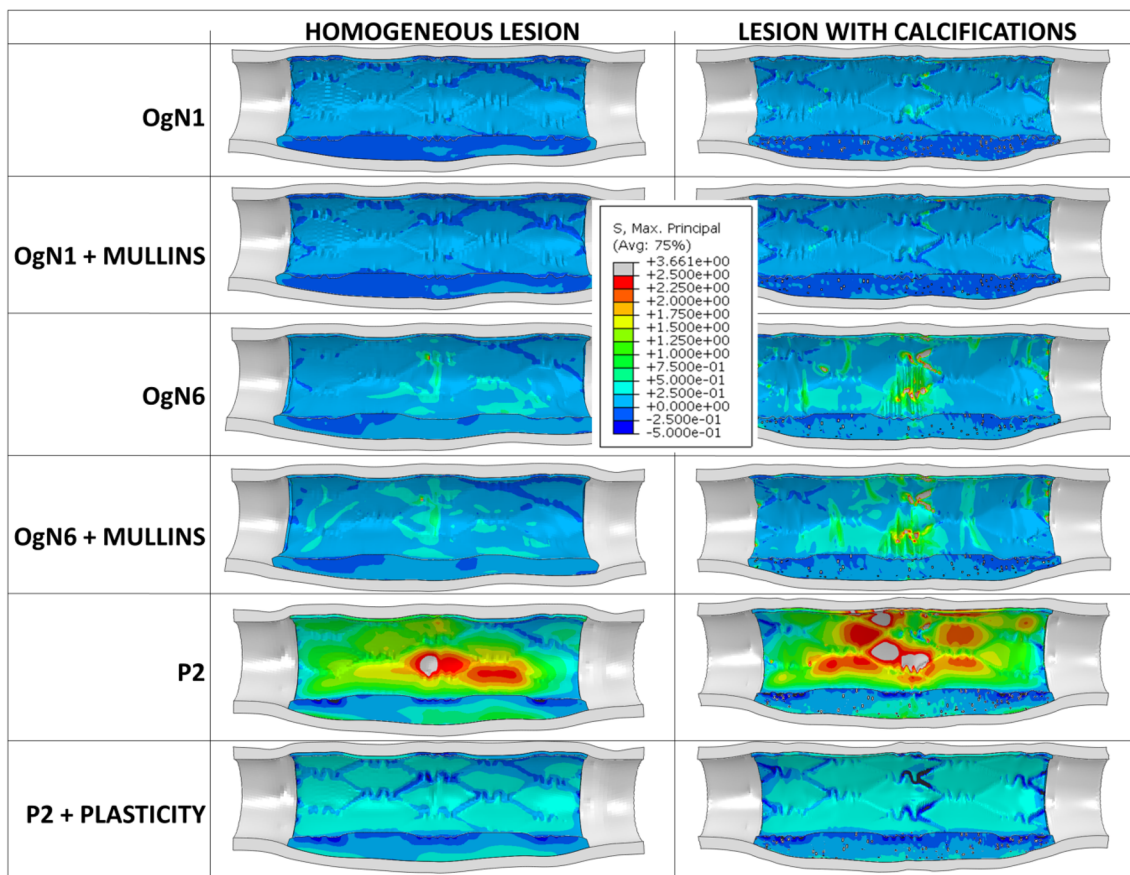 HOMOGENEOUS LESION
LESION WITH CALCIFICATIONS
OgN1
OgN1 + MULLINS
S, Max. Principal
(Avg: 75%)
+3.661e+00
+2.500e+00
+2.250e+00
+2.000e+00
+1.750e+00
+1.500e+00
+1.250e+00
+1.000e+00
+7.500e-01
+5.000e-01
+2.500e-01
+0.000e+00
-2.500e-01
-5.000e-01
OgN6
OgN6 + MULLINS
P2
P2 + PLASTICITY